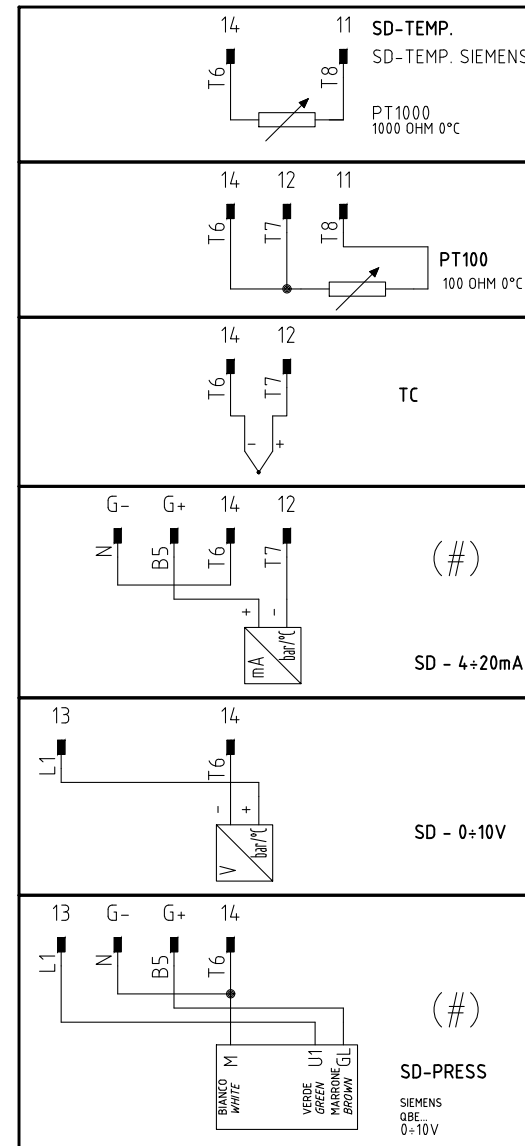 14 11 SD-TEMP.
SD-TEMP. SIEMENS
T6 T8
PT1000
1000 OHM 0°C
14 12 11
T6 T7 T8
PT100
100 OHM 0°C
14 12
T6 T7
TC
- +
G- G+ 14 12
N B5 T6 T7
(#)
+ -
mA bar/°C
SD - 4÷20mA
13 14
L1 T6
- +
V bar/°C
SD - 0÷10V
13 G- G+ 14
L1 N B5 T6
(#)
M U1 GL
BIANCO VERDE MARRONE
WHITE GREEN BROWN
SD-PRESS
SIEMENS
QBE...
0÷10V